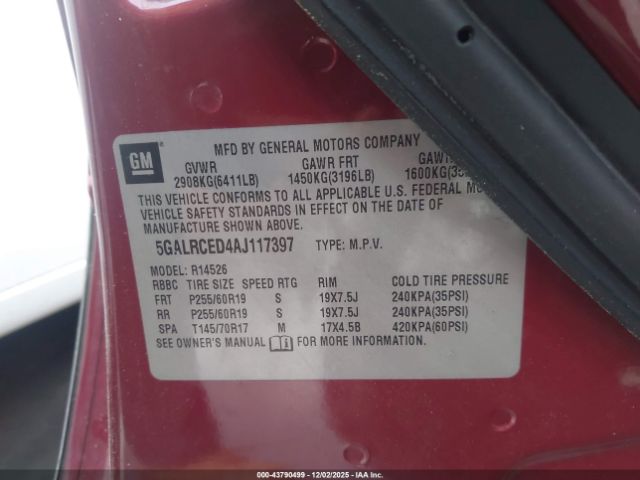 GM
MFD BY GENERAL MOTORS COMPANY
GVWR GAWR FRT
2908KG(6411LB) 1450KG(3196LB) 1600KG
THIS VEHICLE CONFORMS TO ALL APPLICABLE U.S. FEDERAL
VEHICLE SAFETY STANDARDS IN EFFECT ON THE DATE OF
MANUFACTURE SHOWN ABOVE.
5GALRCED4AJ117397 TYPE: M.P.V.
MODEL: R14526
RBBC TIRE SIZE SPEED RTG RIM COLD TIRE PRESSURE
FRT P255/60R19 S 19X7.5J 240KPA(35PSI)
RR P255/60R19 S 19X7.5J 240KPA(35PSI)
SPA T145/70R17 M 17X4.5B 420KPA(60PSI)
SEE OWNER'S MANUAL FOR MORE INFORMATION.
000-43790499 - 12/02/2025 - IAA Inc.